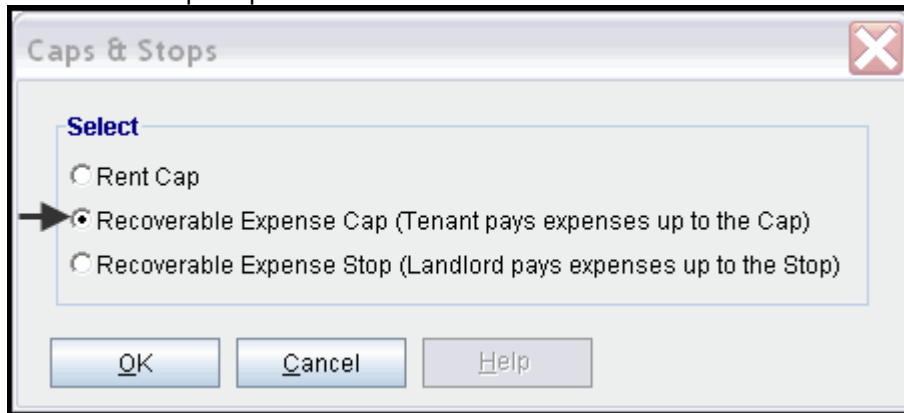 Caps & Stops
Select
Rent Cap
Recoverable Expense Cap (Tenant pays expenses up to the Cap)
Recoverable Expense Stop (Landlord pays expenses up to the Stop)
OK Cancel Help